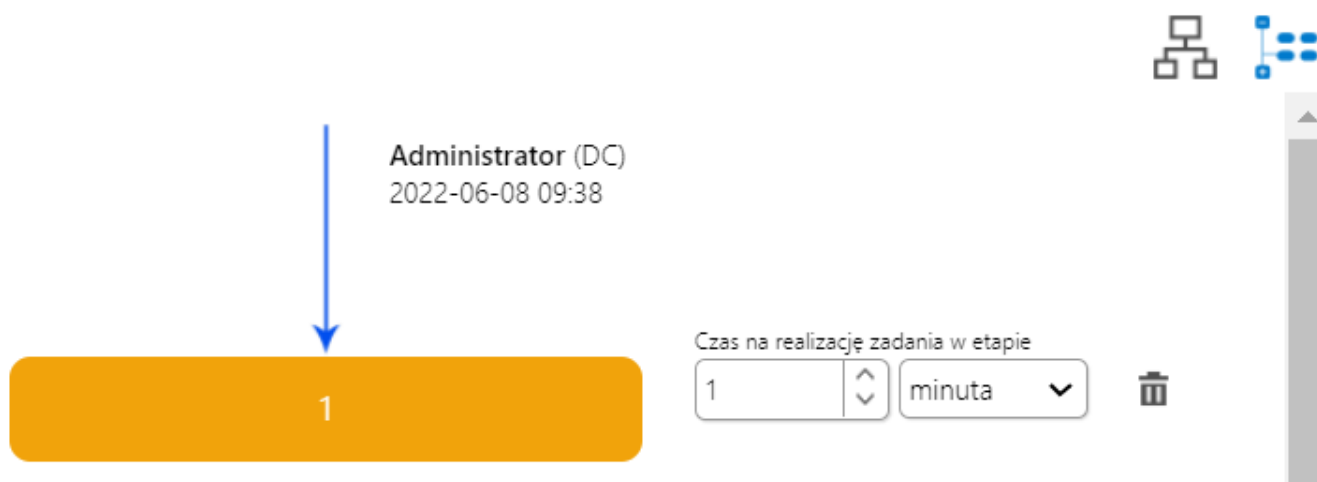 Administrator (DC)
2022-06-08 09:38
Czas na realizację zadania w etapie
1
1
minuta